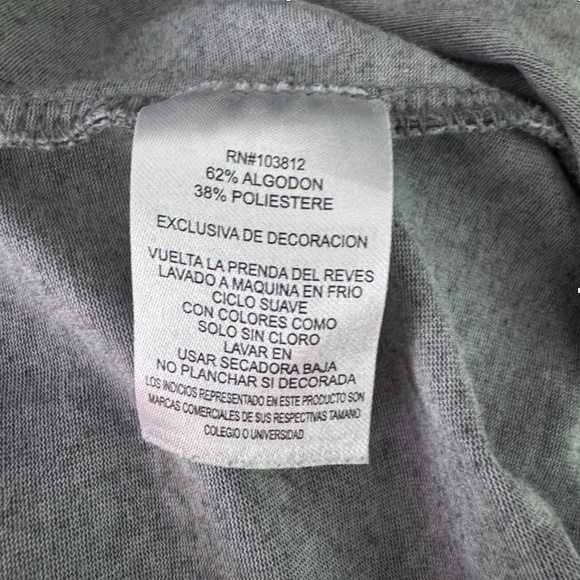 RN#103812
62% ALGODON
38% POLIESTERE
EXCLUSIVA DE DECORACION
VUELTA LA PRENDA DEL REVES
LAVADO A MAQUINA EN FRIO
CICLO SUAVE
CON COLORES COMO
SOLO SIN CLORO
LAVAR EN
USAR SECADORA BAJA
NO PLANCHAR SI DECORADA
LOS INDICIOS REPRESENTADO EN ESTE PRODUCTO SON
MARCAS COMERCIALES DE SUS RESPECTIVAS TAMANO
COLEGIO O UNIVERSIDAD